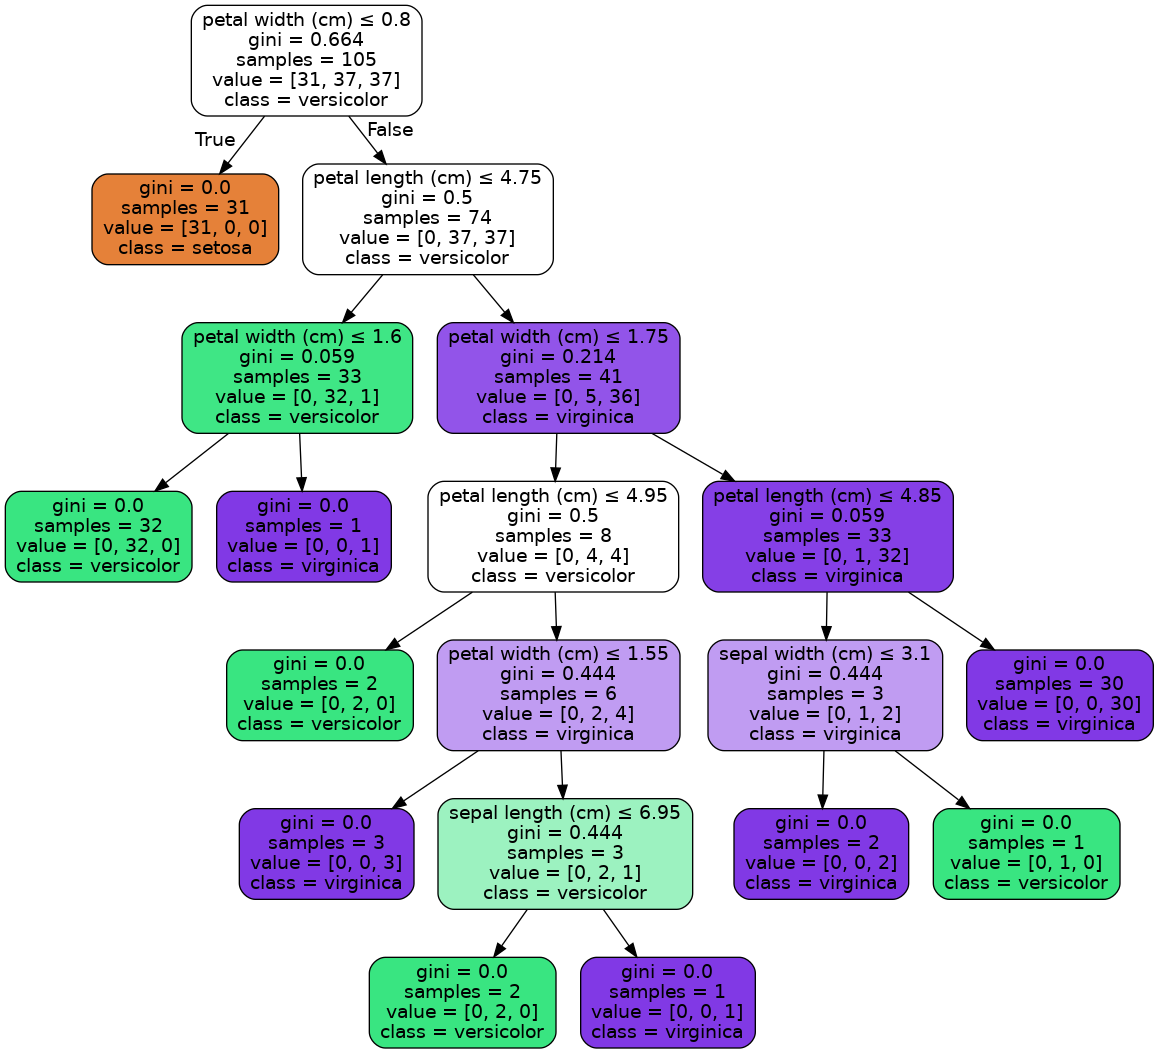 petal width (cm) ≤ 0.8
gini = 0.664
samples = 105
value = [31, 37, 37]
class = versicolor
True
False
gini = 0.0
samples = 31
value = [31, 0, 0]
class = setosa
petal length (cm) ≤ 4.75
gini = 0.5
samples = 74
value = [0, 37, 37]
class = versicolor
petal width (cm) ≤ 1.6
gini = 0.059
samples = 33
value = [0, 32, 1]
class = versicolor
petal width (cm) ≤ 1.75
gini = 0.214
samples = 41
value = [0, 5, 36]
class = virginica
gini = 0.0
samples = 32
value = [0, 32, 0]
class = versicolor
gini = 0.0
samples = 1
value = [0, 0, 1]
class = virginica
petal length (cm) ≤ 4.95
gini = 0.5
samples = 8
value = [0, 4, 4]
class = versicolor
petal length (cm) ≤ 4.85
gini = 0.059
samples = 33
value = [0, 1, 32]
class = virginica
gini = 0.0
samples = 2
value = [0, 2, 0]
class = versicolor
petal width (cm) ≤ 1.55
gini = 0.444
samples = 6
value = [0, 2, 4]
class = virginica
sepal width (cm) ≤ 3.1
gini = 0.444
samples = 3
value = [0, 1, 2]
class = virginica
gini = 0.0
samples = 30
value = [0, 0, 30]
class = virginica
gini = 0.0
samples = 3
value = [0, 0, 3]
class = virginica
sepal length (cm) ≤ 6.95
gini = 0.444
samples = 3
value = [0, 2, 1]
class = versicolor
gini = 0.0
samples = 2
value = [0, 0, 2]
class = virginica
gini = 0.0
samples = 1
value = [0, 1, 0]
class = versicolor
gini = 0.0
samples = 2
value = [0, 2, 0]
class = versicolor
gini = 0.0
samples = 1
value = [0, 0, 1]
class = virginica